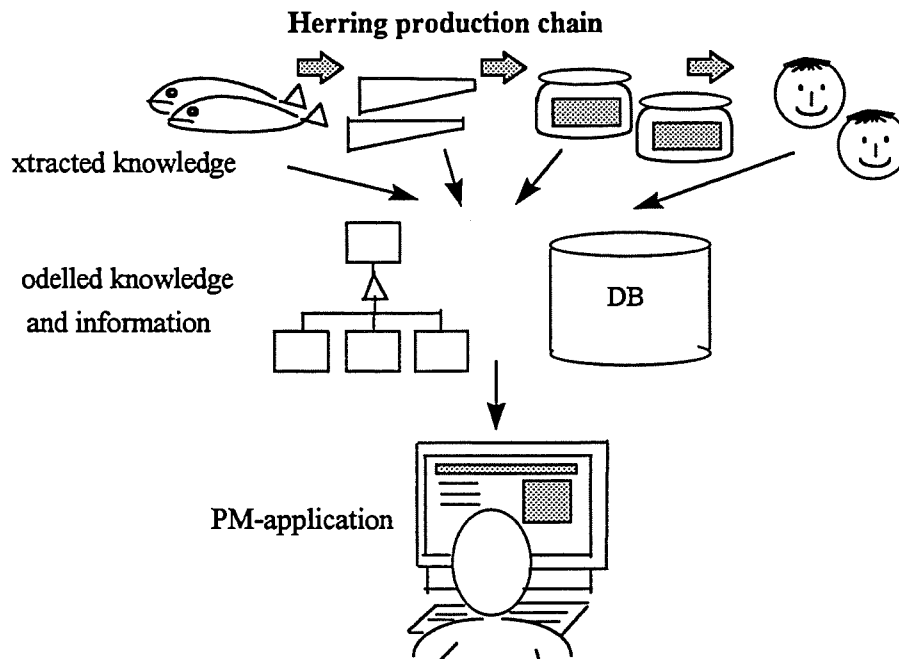 Herring production chain
xtracted knowledge
odelled knowledge
and information
DB
PM-application